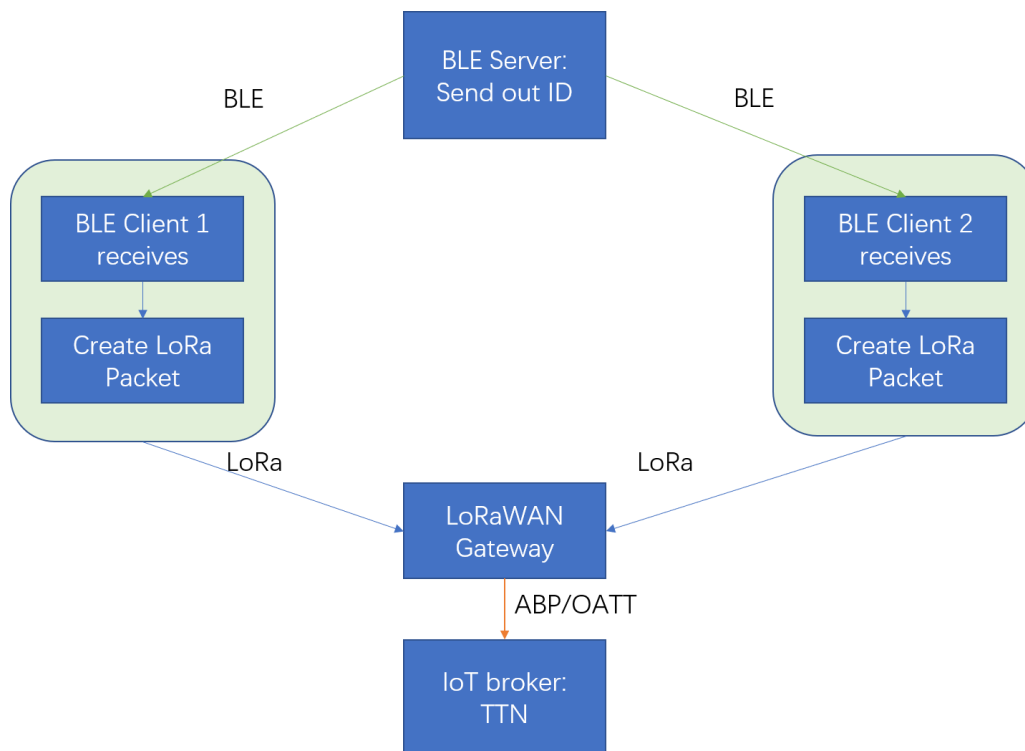 BLE Server:
Send out ID
BLE
BLE
BLE Client 1
receives
BLE Client 2
receives
Create LoRa
Packet
Create LoRa
Packet
LoRa
LoRa
LoRaWAN
Gateway
ABP/OATT
IoT broker:
TTN